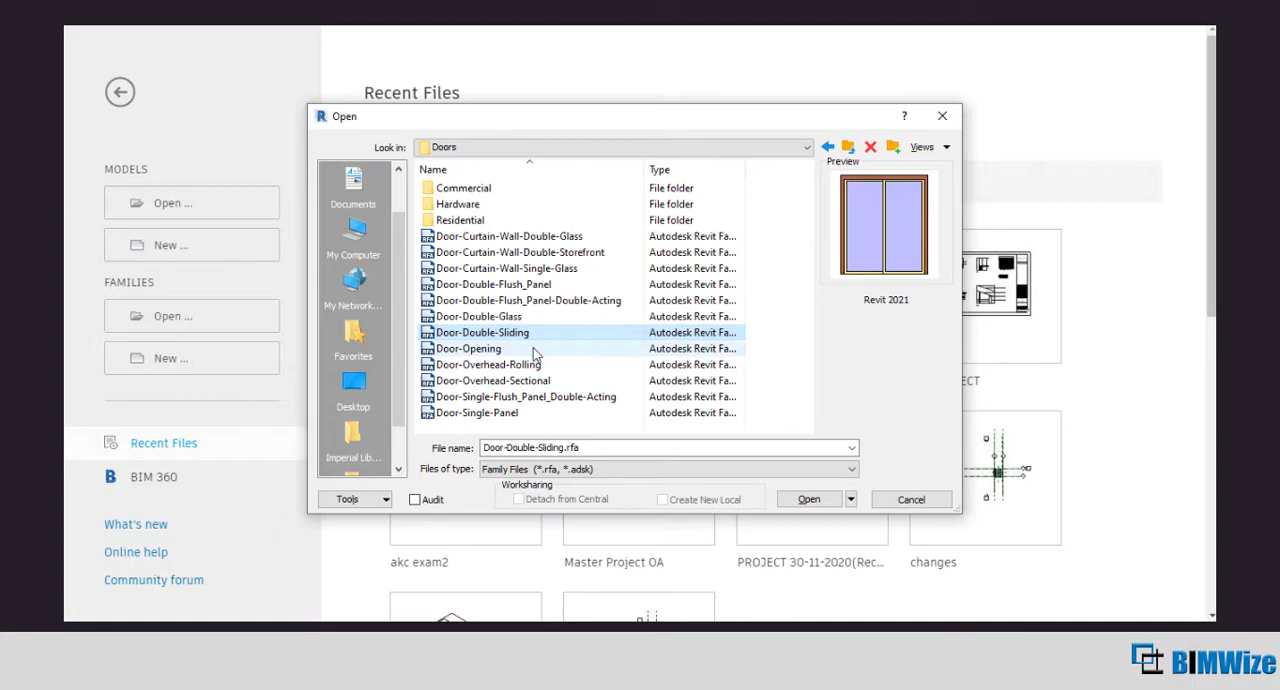 Recent Files
Open
?
Look in:
Doors
Views
MODELS
Open ...
New ...
FAMILIES
Open ...
New ...
Recent Files
BIM 360
What's new
Online help
Community forum
Documents
My Computer
My Network...
Favorites
Desktop
Imperial Lib...
Name
Type
Commercial
File folder
Hardware
File folder
Residential
File folder
Door-Curtain-Wall-Double-Glass
Autodesk Revit Fa...
Door-Curtain-Wall-Double-Storefront
Autodesk Revit Fa...
Door-Curtain-Wall-Single-Glass
Autodesk Revit Fa...
Door-Double-Flush_Panel
Autodesk Revit Fa...
Door-Double-Flush_Panel-Double-Acting
Autodesk Revit Fa...
Door-Double-Glass
Autodesk Revit Fa...
Door-Double-Sliding
Autodesk Revit Fa...
Door-Opening
Autodesk Revit Fa...
Door-Overhead-Rolling
Autodesk Revit Fa...
Door-Overhead-Sectional
Autodesk Revit Fa...
Door-Single-Flush_Panel_Double-Acting
Autodesk Revit Fa...
Door-Single-Panel
Autodesk Revit Fa...
Preview
Revit 2021
File name:
Door-Double-Sliding.rfa
Files of type:
Family Files (*.rfa, *.adsk)
Worksharing
Tools
Audit
Detach from Central
Create New Local
Open
Cancel
ECT
akc exam2
Master Project OA
PROJECT 30-11-2020(Rec...
changes
BIMWize